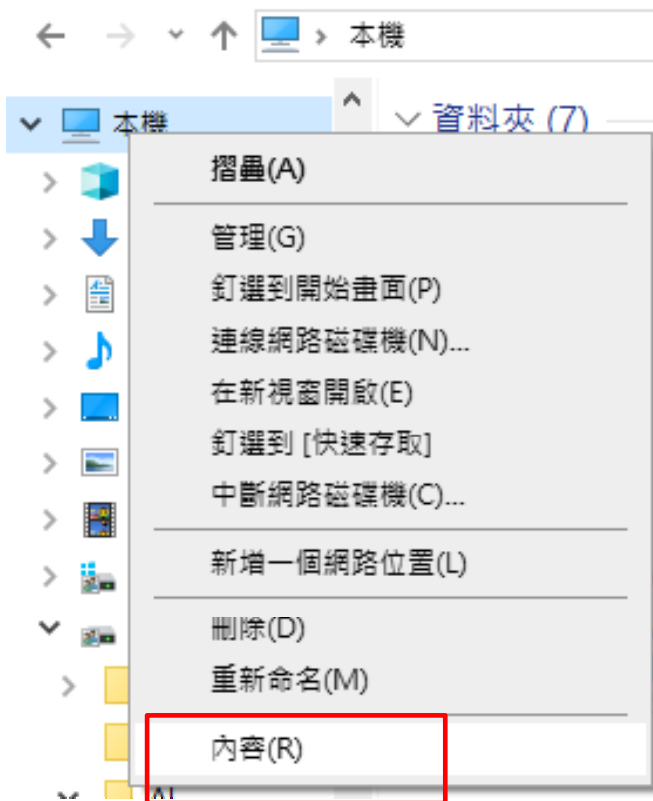 本機
本機
資料夾 (7)
摺疊(A)
管理(G)
釘選到開始畫面(P)
連線網路磁碟機(N)...
在新視窗開啟(E)
釘選到 [快速存取]
中斷網路磁碟機(C)...
新增一個網路位置(L)
刪除(D)
重新命名(M)
內容(R)
AI